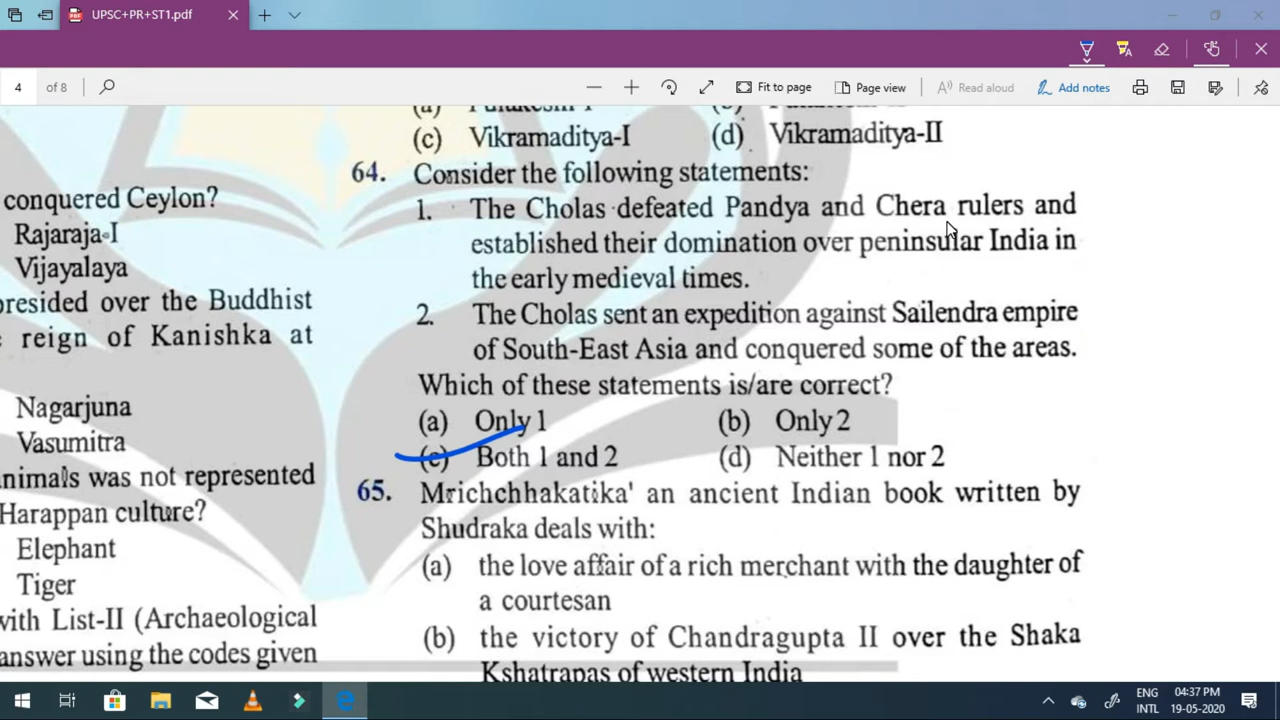 UPSC+PR+ST1.pdf
4 of 8
Fit to page
Page view
Read aloud
Add notes
conquered Ceylon?
Rajaraja-I
Vijayalaya
presided over the Buddhist
e reign of Kanishka at
Nagarjuna
Vasumitra
animals was not represented
Harappan culture?
Elephant
Tiger
with List-II (Archaeological
answer using the codes given
(c) Vikramaditya-I (d) Vikramaditya-II
64. Consider the following statements:
1. The Cholas defeated Pandya and Chera rulers and
established their domination over peninsular India in
the early medieval times.
2. The Cholas sent an expedition against Sailendra empire
of South-East Asia and conquered some of the areas.
Which of these statements is/are correct?
(a) Only 1 (b) Only 2
(c) Both 1 and 2 (d) Neither 1 nor 2
65. Mrichchhakatika' an ancient Indian book written by
Shudraka deals with:
(a) the love affair of a rich merchant with the daughter of
a courtesan
(b) the victory of Chandragupta II over the Shaka
Kshatrapas of western India
ENG
INTL
04:37 PM
19-05-2020